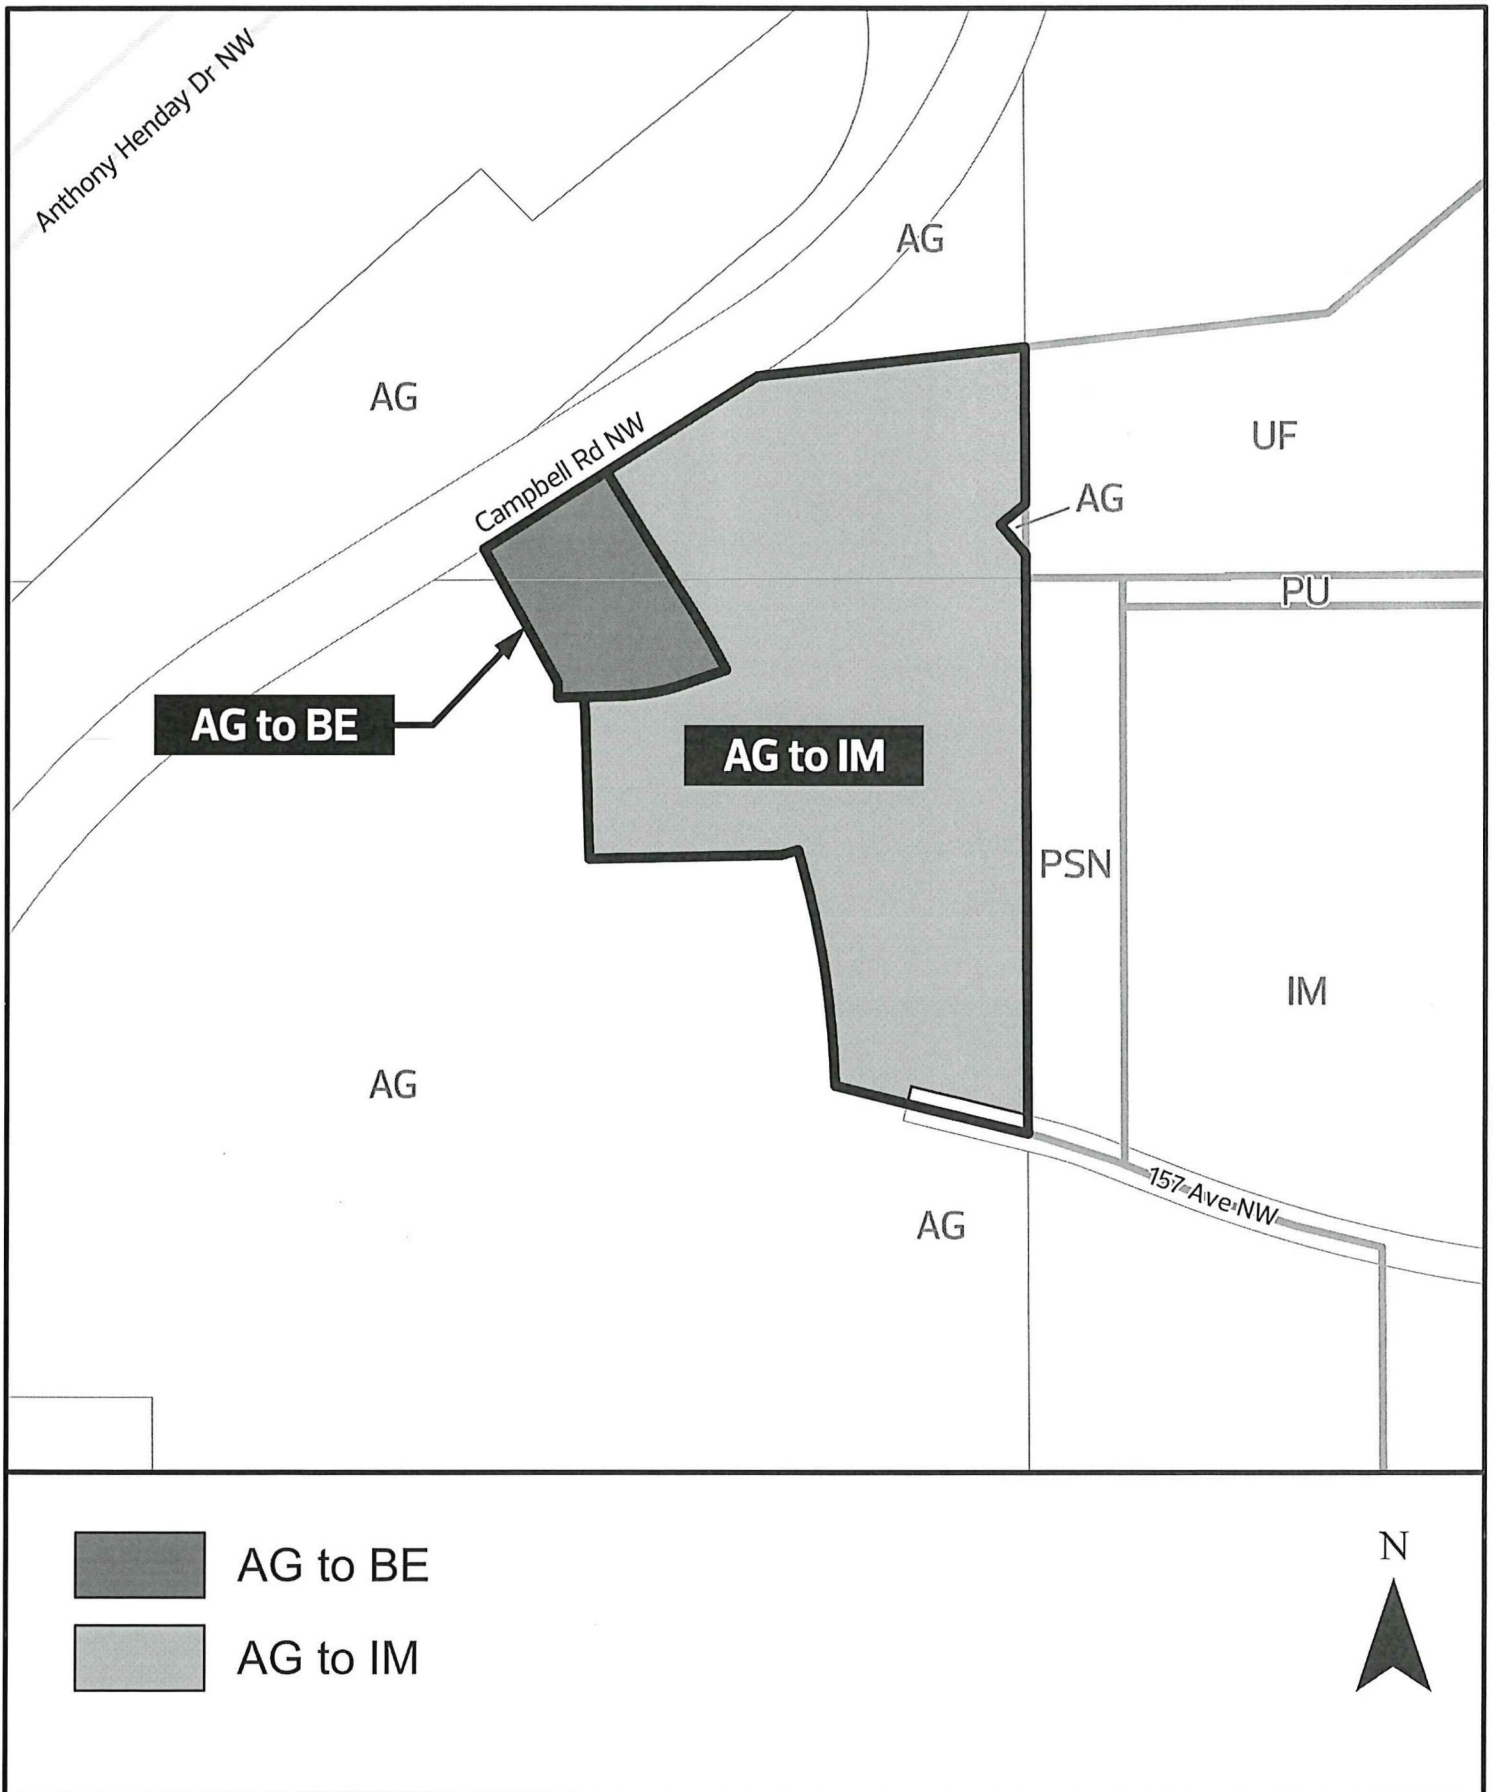 Anthony Henday Dr NW
AG
AG
Campbell Rd NW
UF
AG
PU
AG to BE
AG to IM
PSN
IM
AG
157 Ave NW
AG
AG to BE
AG to IM
N